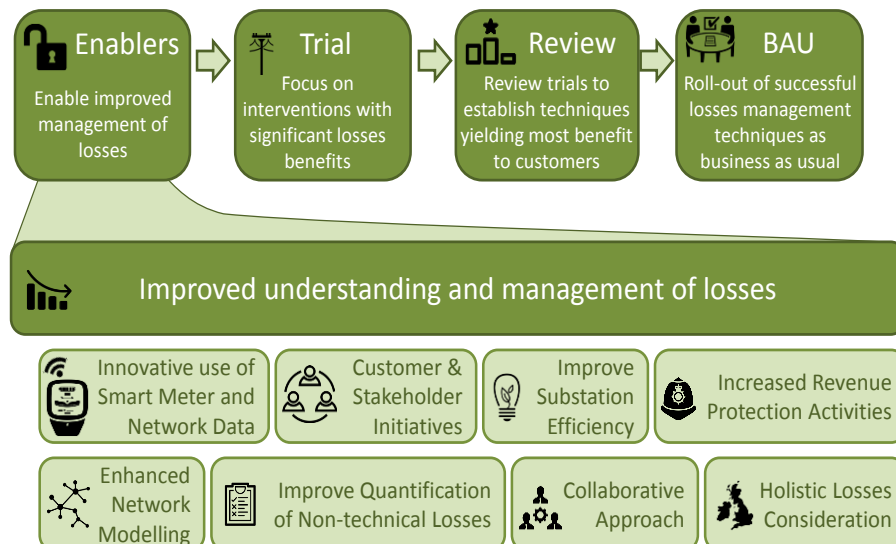 Enablers
Enable improved
management of
losses
Trial
Focus on
interventions with
significant losses
benefits
Review
Review trials to
establish techniques
yielding most benefit
to customers
BAU
Roll-out of successful
losses management
techniques as
business as usual
Improved understanding and management of losses
Innovative use of
Smart Meter and
Network Data
Customer &
Stakeholder
Initiatives
Improve
Substation
Efficiency
Increased Revenue
Protection Activities
Enhanced
Network
Modelling
Improve Quantification
of Non-technical Losses
Collaborative
Approach
Holistic Losses
Consideration